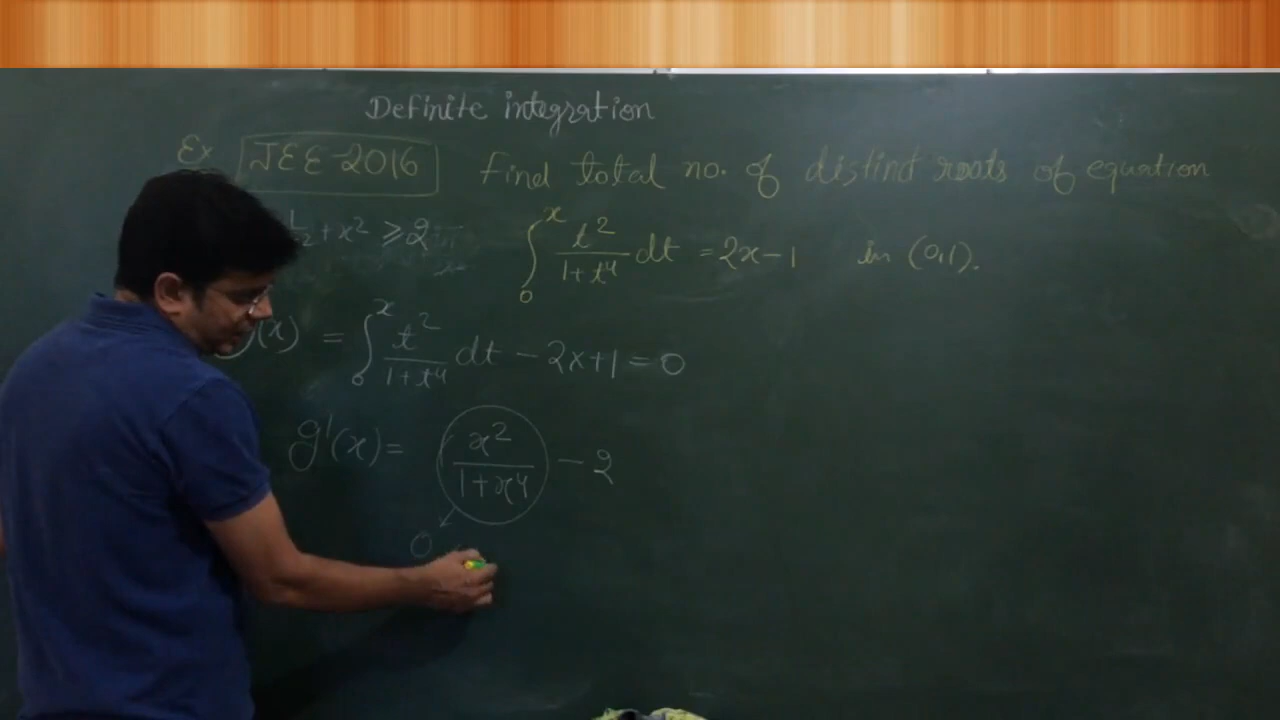 Definite integration
Ex JEE-2016 Find total no. of distint roots of equation
1/2 + x² ≥ 2
∫₀ˣ t²/(1+t⁴) dt = 2x-1 in (0,1).
(x) = ∫₀ˣ t²/(1+t⁴) dt - 2x+1 = 0
g'(x) = x²/(1+x⁴) - 2
0